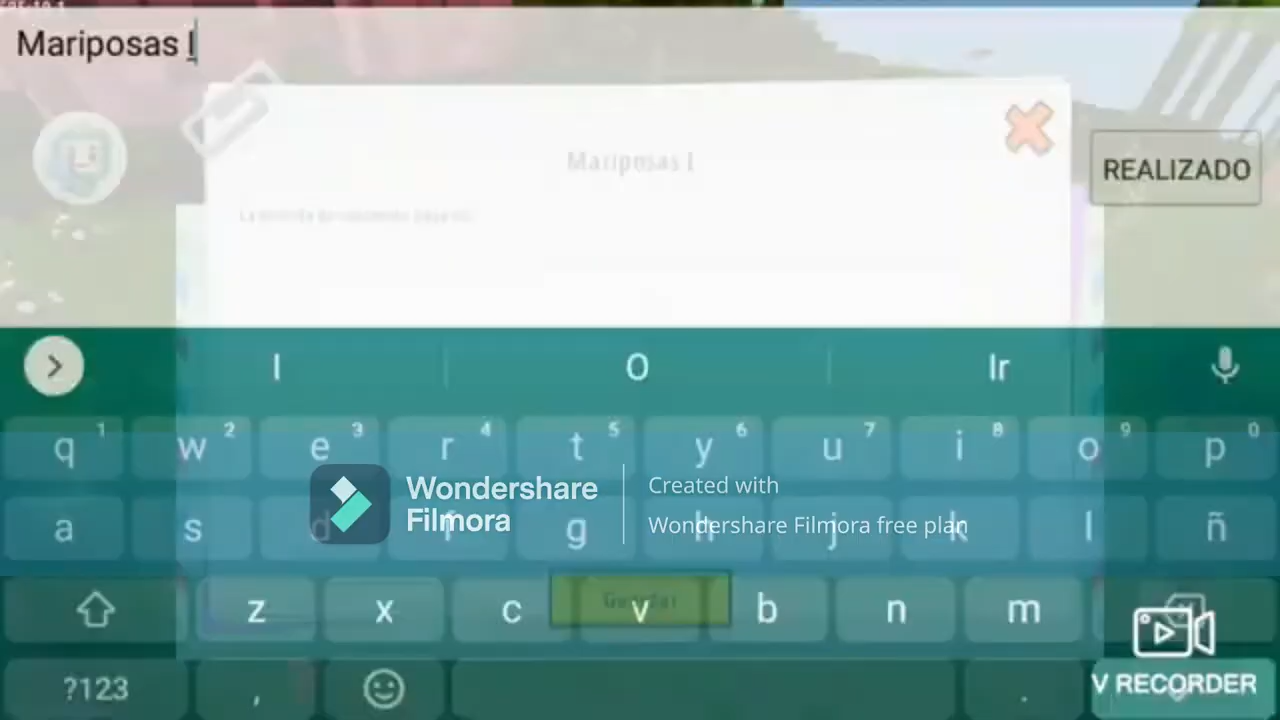 Mariposas I
Mariposas I
REALIZADO
I O Ir
q 1 w 2 e 3 r 4 t 5 y 6 u 7 i 8 o 9 p 0
a s d f g h j k l ñ
Wondershare
Filmora
Created with
Wondershare Filmora free plan
z x c v b n m
Guardar
?123 , .
V RECORDER